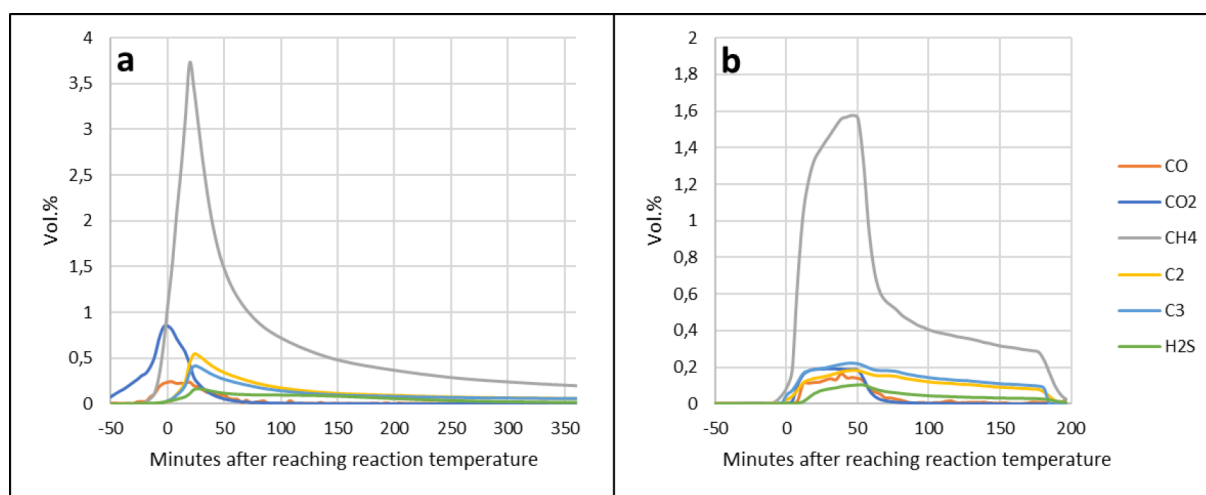 a
Vol.%
4
3,5
3
2,5
2
1,5
1
0,5
0
-50 0 50 100 150 200 250 300 350
Minutes after reaching reaction temperature
b
Vol.%
2
1,8
1,6
1,4
1,2
1
0,8
0,6
0,4
0,2
0
-50 0 50 100 150 200
Minutes after reaching reaction temperature
CO
CO2
CH4
C2
C3
H2S